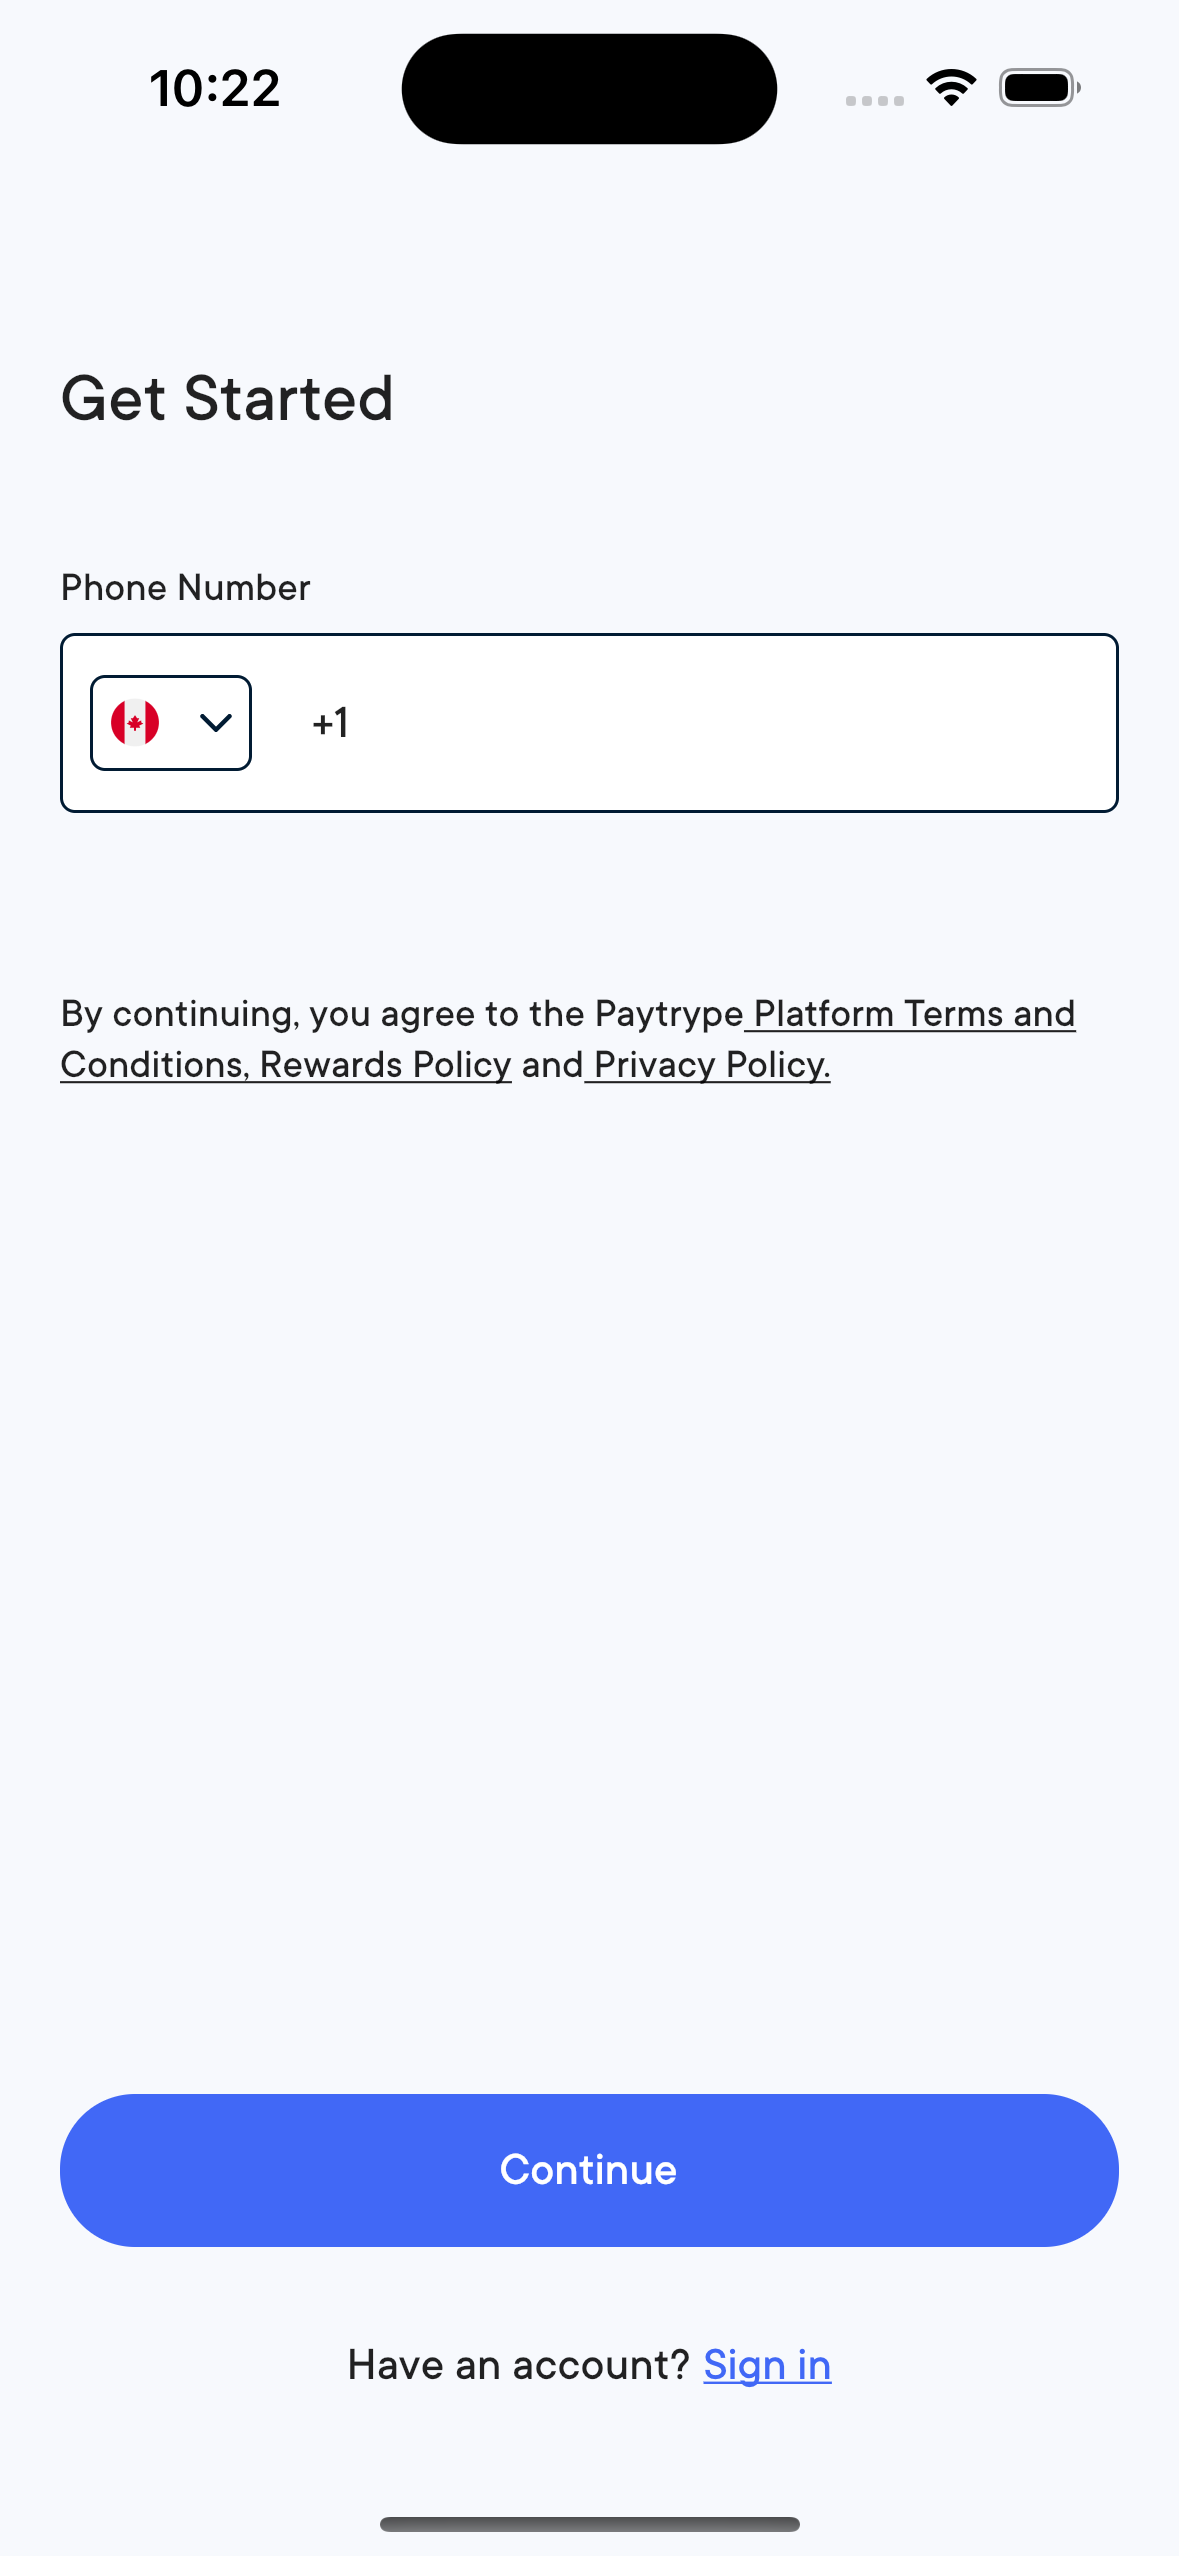 10:22
Get Started
Phone Number
+1
By continuing, you agree to the Paytrype Platform Terms and
Conditions, Rewards Policy and Privacy Policy.
Continue
Have an account? Sign in